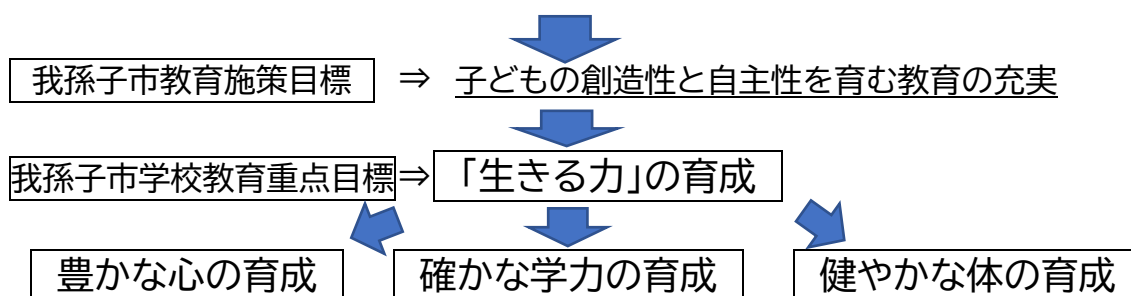 我孫子市教育施策目標 ⇒ 子どもの創造性と自主性を育む教育の充実
我孫子市学校教育重点目標⇒「生きる力」の育成
豊かな心の育成 確かな学力の育成 健やかな体の育成